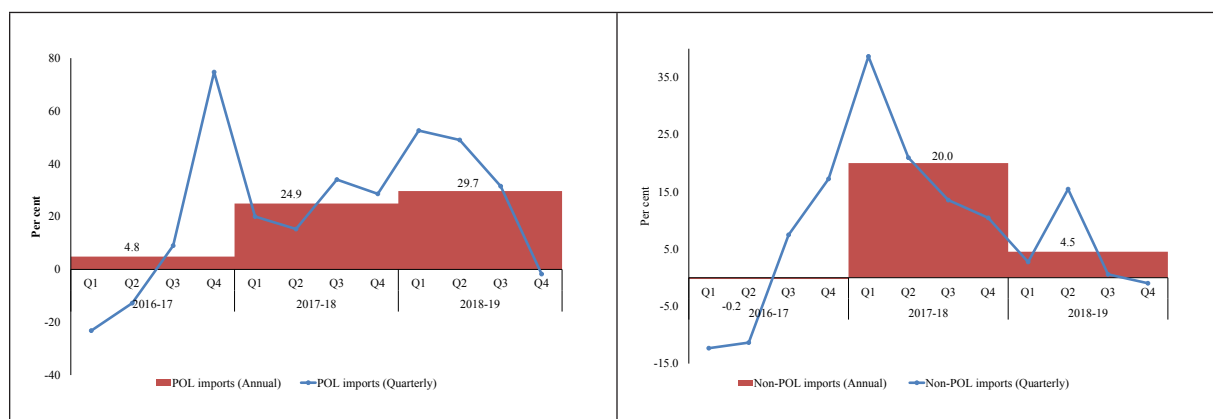 80
60
40
20
0
-20
-40
Per cent
4.8
24.9
29.7
Q1 Q2 Q3 Q4 Q1 Q2 Q3 Q4 Q1 Q2 Q3 Q4
2016-17 2017-18 2018-19
POL imports (Annual) POL imports (Quarterly)
35.0
25.0
15.0
5.0
-5.0
-15.0
Per cent
-0.2
20.0
4.5
Q1 Q2 Q3 Q4 Q1 Q2 Q3 Q4 Q1 Q2 Q3 Q4
2016-17 2017-18 2018-19
Non-POL imports (Annual) Non-POL imports (Quarterly)